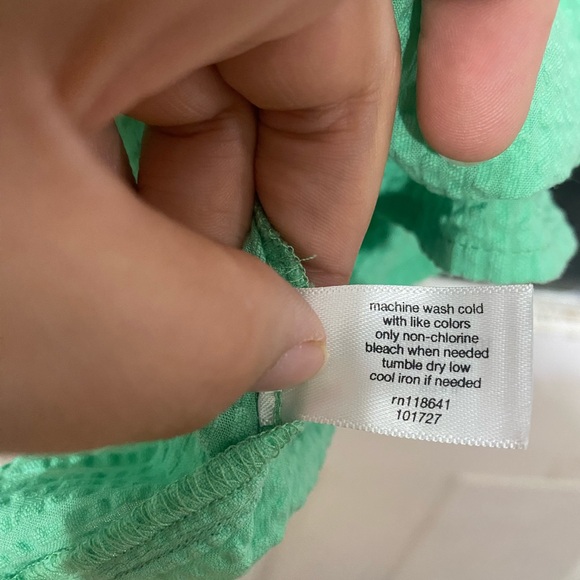 machine wash cold
with like colors
only non-chlorine
bleach when needed
tumble dry low
cool iron if needed
rn118641
101727